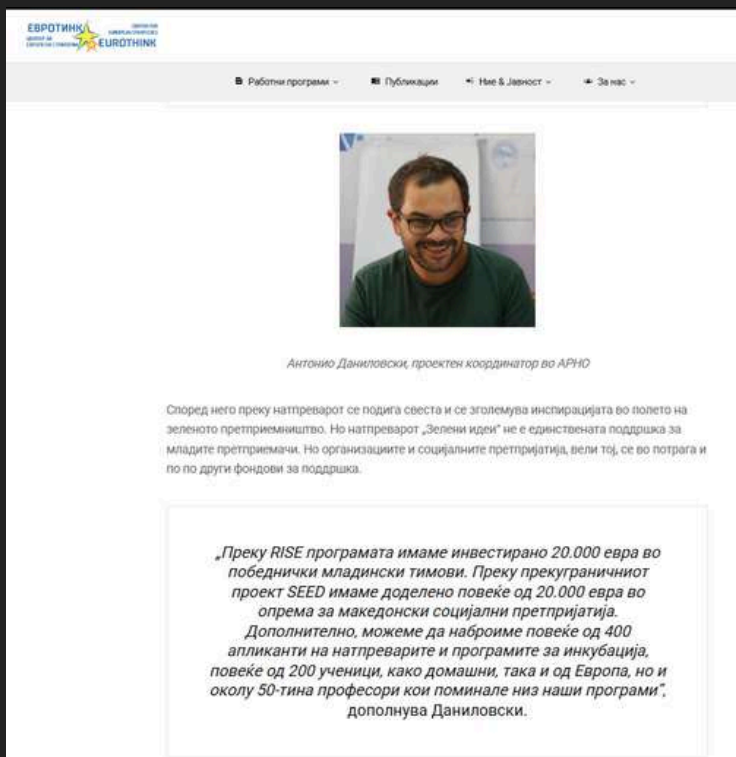 ЕВРОТИНК
EUROTHINK
Работни програми
Публикации
Ние & Јавност
За нас
Антонио Даниловски, проектен координатор во АРНО
Според него преку натпреварот се подига свеста и се зголемува инспирацијата во полето на
зеленото претприемништво. Но натпреварот „Зелени идеи“ не е единствената поддршка за
младите претприемачи. Но организациите и социјалните претпријатија, вели тој, се во потрага и
по по други фондови за поддршка.
„Преку RISE програмата имаме инвестирано 20.000 евра во
победнички младински тимови. Преку прекуграничниот
проект SEED имаме доделено повеќе од 20.000 евра во
опрема за македонски социјални претпријатија.
Дополнително, можеме да наброиме повеќе од 400
апликанти на натпреварите и програмите за инкубација,
повеќе од 200 ученици, како домашни, така и од Европа, но и
околу 50-тина професори кои поминале низ наши програми“,
дополнува Даниловски.